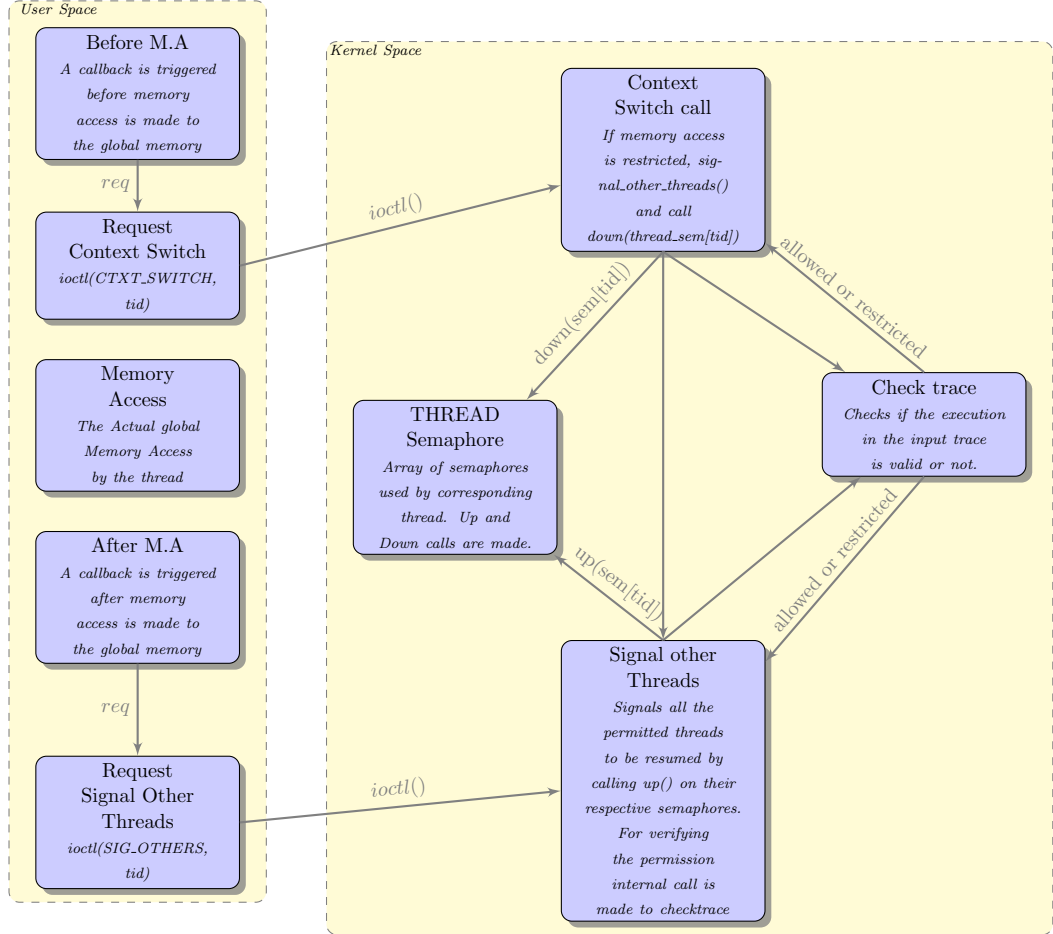 User Space
Before M.A
A callback is triggered
before memory
access is made to
the global memory
req
Request
Context Switch
ioctl(CTXT_SWITCH,
tid)
Memory
Access
The Actual global
Memory Access
by the thread
After M.A
A callback is triggered
after memory
access is made to
the global memory
req
Request
Signal Other
Threads
ioctl(SIG_OTHERS,
tid)
ioctl()
ioctl()
Kernel Space
Context
Switch call
If memory access
is restricted, sig-
nal_other_threads()
and call
down(thread_sem[tid])
down(sem[tid])
allowed or restricted
THREAD
Semaphore
Array of semaphores
used by corresponding
thread. Up and
Down calls are made.
Check trace
Checks if the execution
in the input trace
is valid or not.
up(sem[tid])
allowed or restricted
Signal other
Threads
Signals all the
permitted threads
to be resumed by
calling up() on their
respective semaphores.
For verifying
the permission
internal call is
made to checktrace